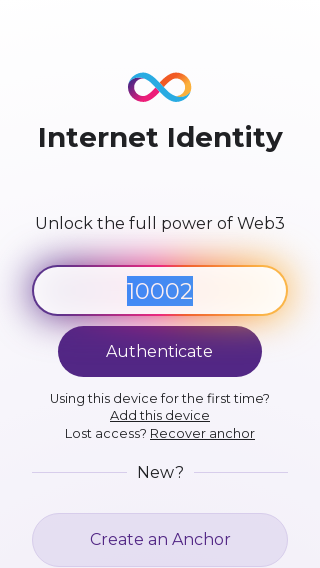 Internet Identity
Unlock the full power of Web3
10002
Authenticate
Using this device for the first time?
Add this device
Lost access? Recover anchor
New?
Create an Anchor